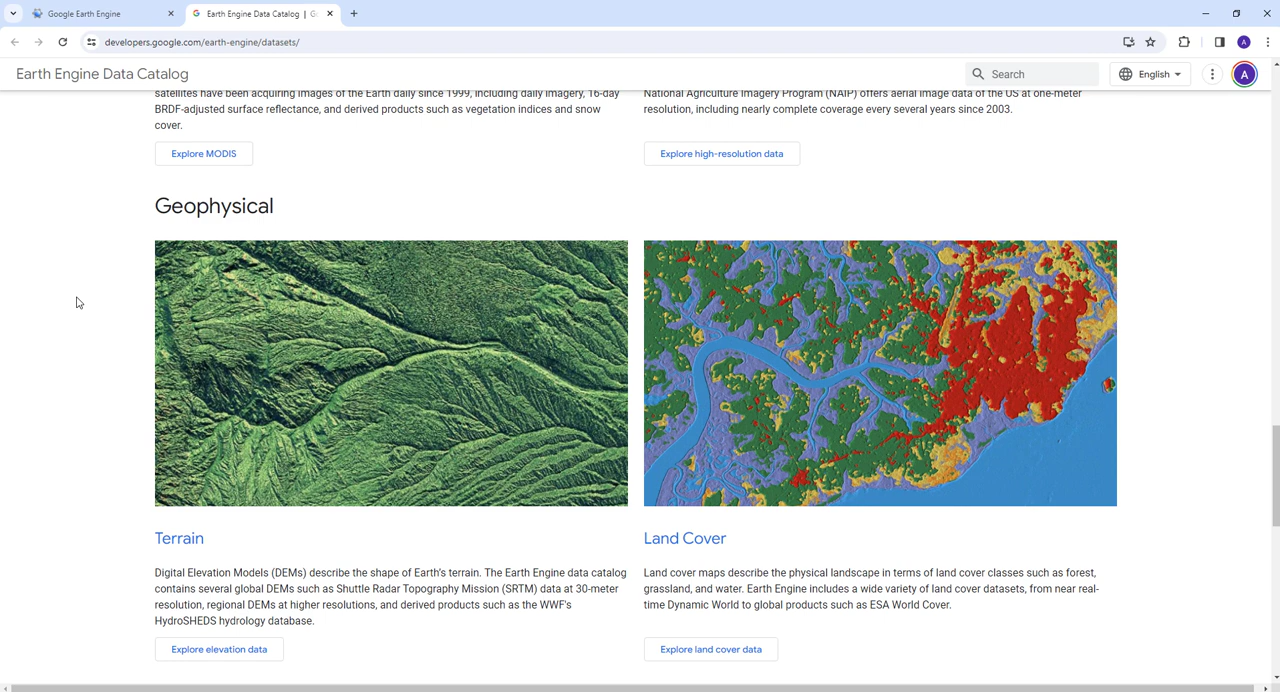 Google Earth Engine
Earth Engine Data Catalog | G
developers.google.com/earth-engine/datasets/
A
Earth Engine Data Catalog
Search
English
A
satellites have been acquiring images of the Earth daily since 1999, including daily imagery, 16-day
BRDF-adjusted surface reflectance, and derived products such as vegetation indices and snow
cover.
Explore MODIS
National Agriculture Imagery Program (NAIP) offers aerial image data of the US at one-meter
resolution, including nearly complete coverage every several years since 2003.
Explore high-resolution data
Geophysical
Terrain
Digital Elevation Models (DEMs) describe the shape of Earth's terrain. The Earth Engine data catalog
contains several global DEMs such as Shuttle Radar Topography Mission (SRTM) data at 30-meter
resolution, regional DEMs at higher resolutions, and derived products such as the WWF's
HydroSHEDS hydrology database.
Explore elevation data
Land Cover
Land cover maps describe the physical landscape in terms of land cover classes such as forest,
grassland, and water. Earth Engine includes a wide variety of land cover datasets, from near real-
time Dynamic World to global products such as ESA World Cover.
Explore land cover data